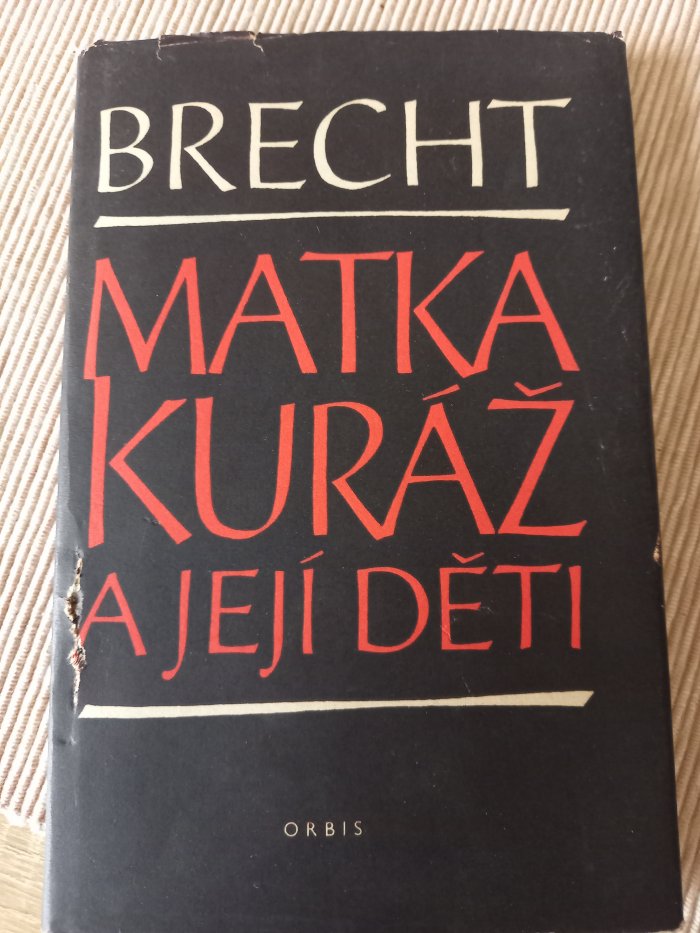 BRECHT
MATKA
KURÁŽ
A JEJÍ DĚTI
ORBIS